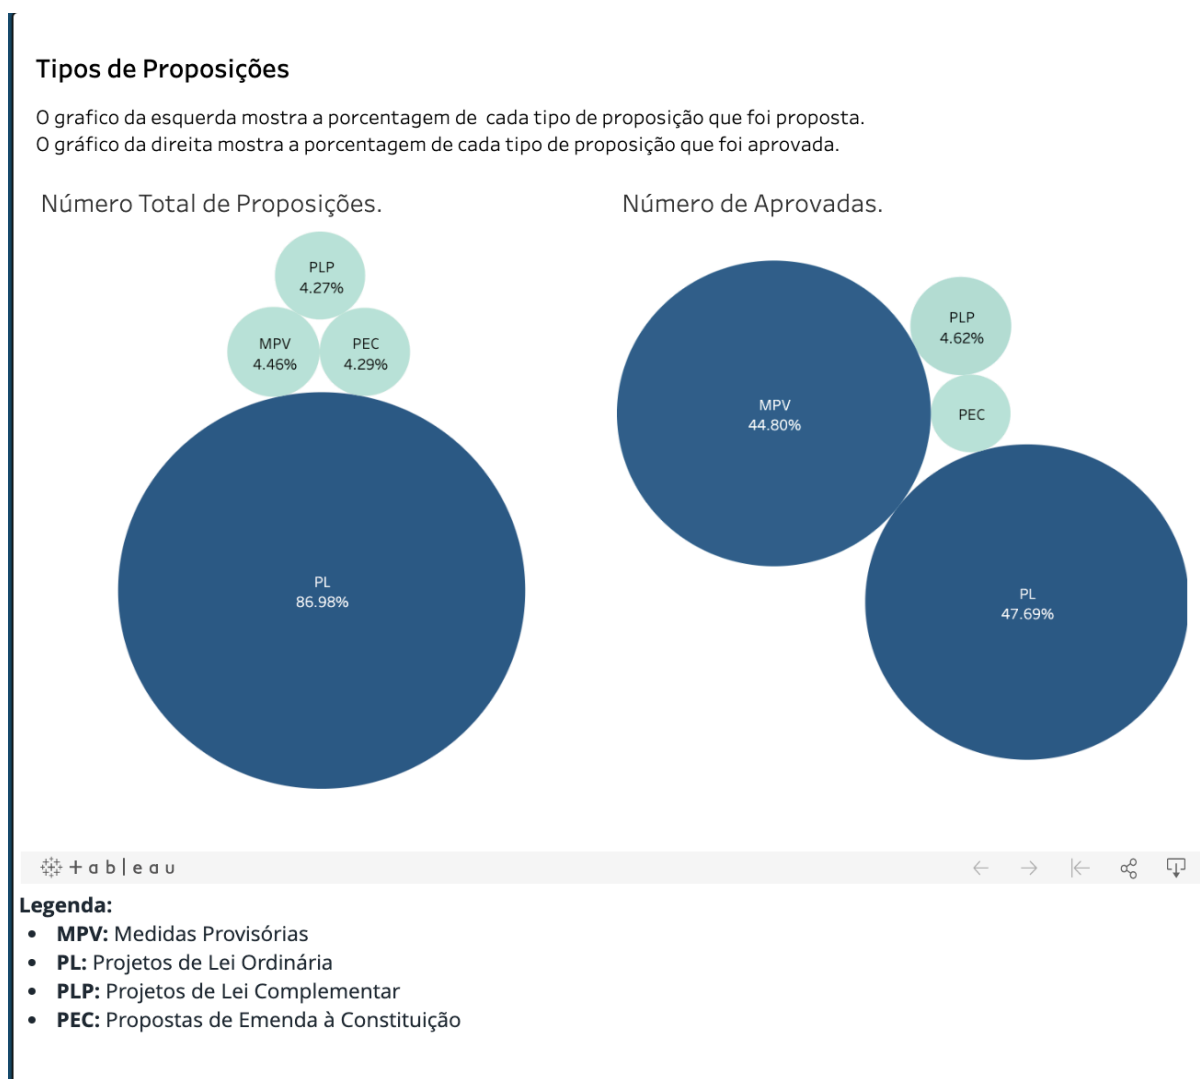 Tipos de Proposições
O grafico da esquerda mostra a porcentagem de cada tipo de proposição que foi proposta.
O gráfico da direita mostra a porcentagem de cada tipo de proposição que foi aprovada.
Número Total de Proposições.
PLP
4.27%
MPV
4.46%
PEC
4.29%
PL
86.98%
Número de Aprovadas.
MPV
44.80%
PLP
4.62%
PEC
PL
47.69%
+ a b | e a u
Legenda:
• MPV: Medidas Provisórias
• PL: Projetos de Lei Ordinária
• PLP: Projetos de Lei Complementar
• PEC: Propostas de Emenda à Constituição